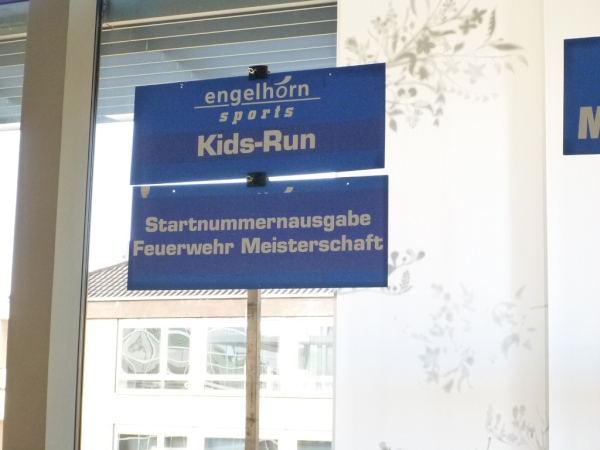 engelhorn
sports
Kids-Run
Startnummernausgabe
Feuerwehr Meisterschaft
M